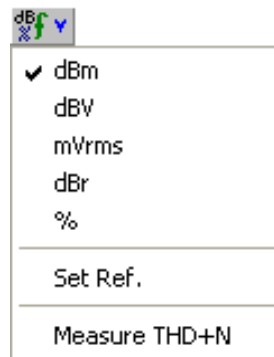 dB
% f
dBm
dBV
mVrms
dBr
%
Set Ref.
Measure THD+N